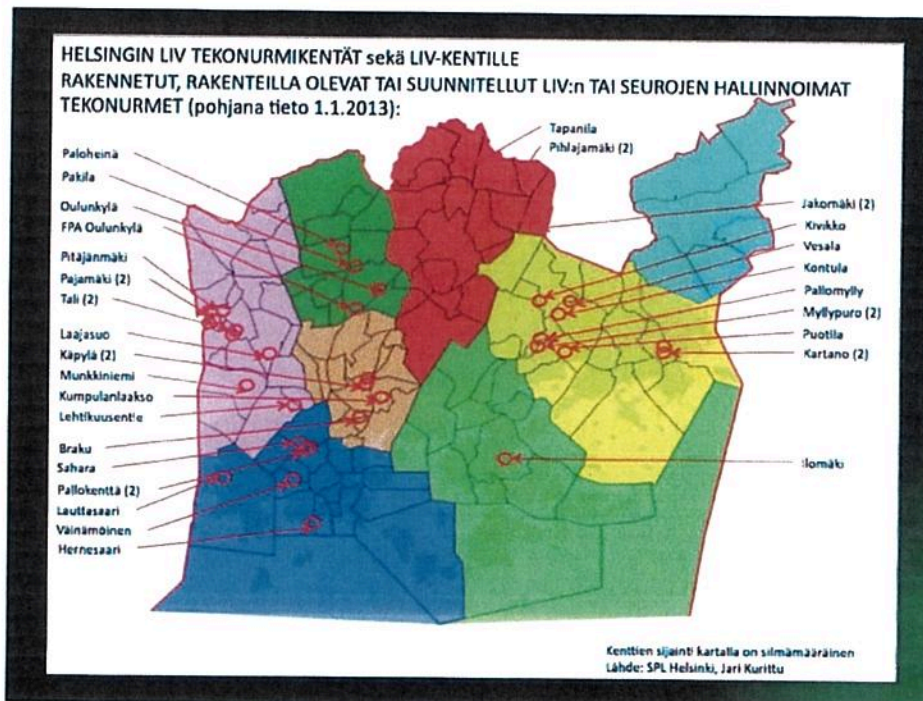 HELSINGIN LIV TEKONURMIKENTÄT sekä LIV-KENTILLE
RAKENNETUT, RAKENTEILLA OLEVAT TAI SUUNNITELLUT LIV:n TAI SEUROJEN HALLINNOIMAT
TEKONURMET (pohjana tieto 1.1.2013):
Paloheinä
Pakila
Oulunkylä
FPA Oulunkylä
Pitäjänmäki
Pajamäki (2)
Tali (2)
Laajasuo
Käpylä (2)
Munkkiniemi
Kumpulanlaakso
Lehtikuusentie
Braku
Sahara
Pallokenttä (2)
Lauttasaari
Väinämöinen
Hernesaari
Tapanila
Pihlajamäki (2)
Jakomäki (2)
Kivikko
Vesala
Kontula
Pallomylly
Myllypuro (2)
Puotila
Kartano (2)
Ilomäki
Kenttien sijainti kartalla on silmämääräinen
Lähde: SPL Helsinki, Jari Kurittu